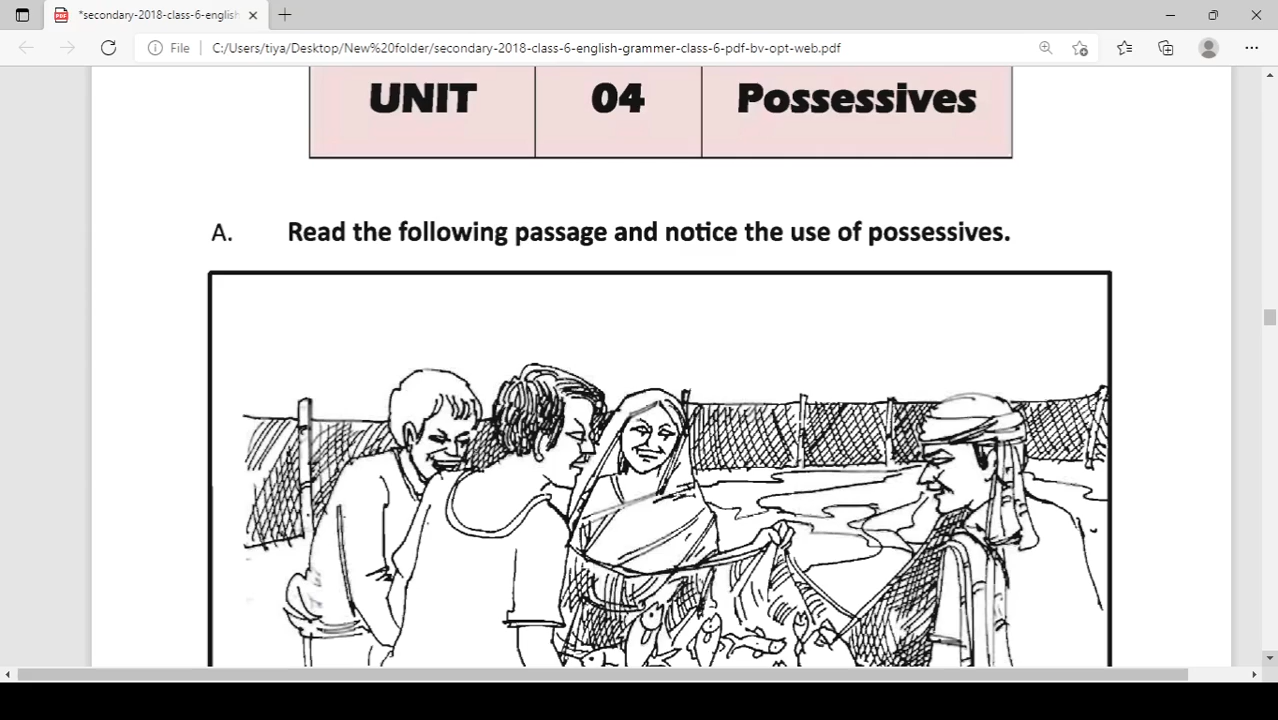 *secondary-2018-class-6-english
File
C:/Users/tiya/Desktop/New%20folder/secondary-2018-class-6-english-grammer-class-6-pdf-bv-opt-web.pdf
UNIT 04 Possessives
A. Read the following passage and notice the use of possessives.